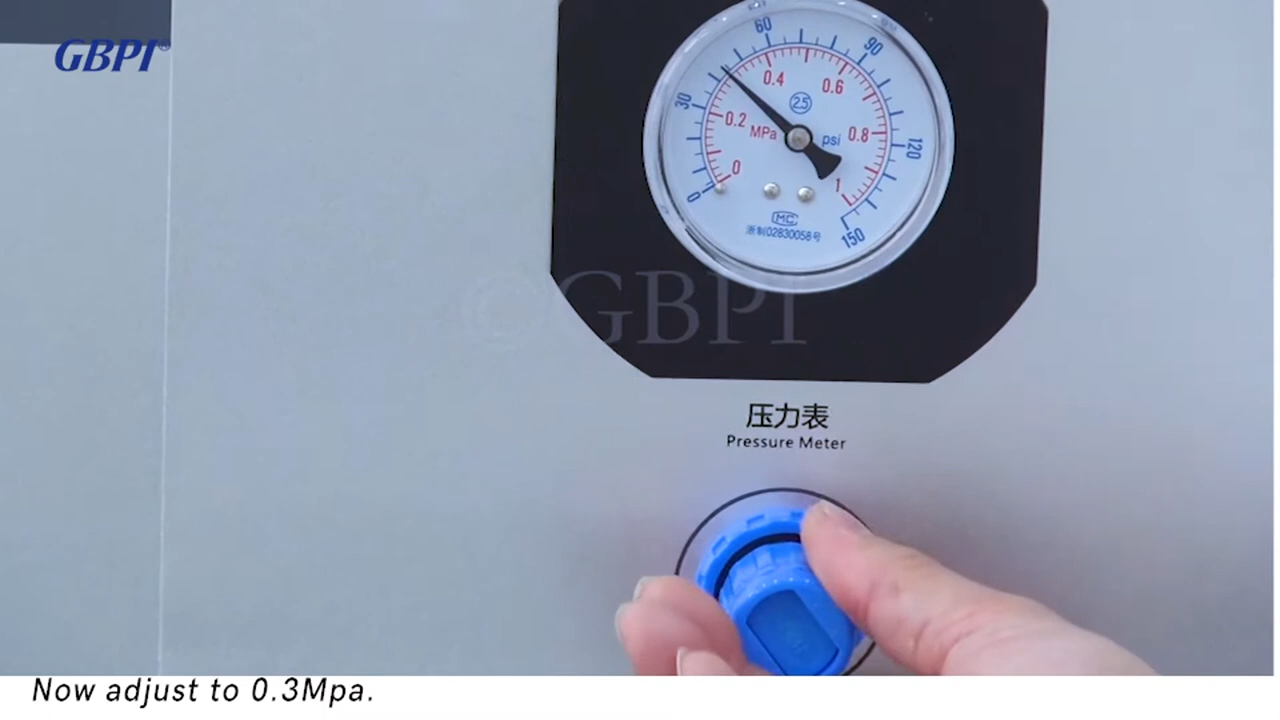 GBPI®
60
90
30
0.4
0.6
2.5
0.2
MPa
psi
0.8
120
0
1
0
MC
浙制02830058号
150
©GBPI
压力表
Pressure Meter
Now adjust to 0.3Mpa.